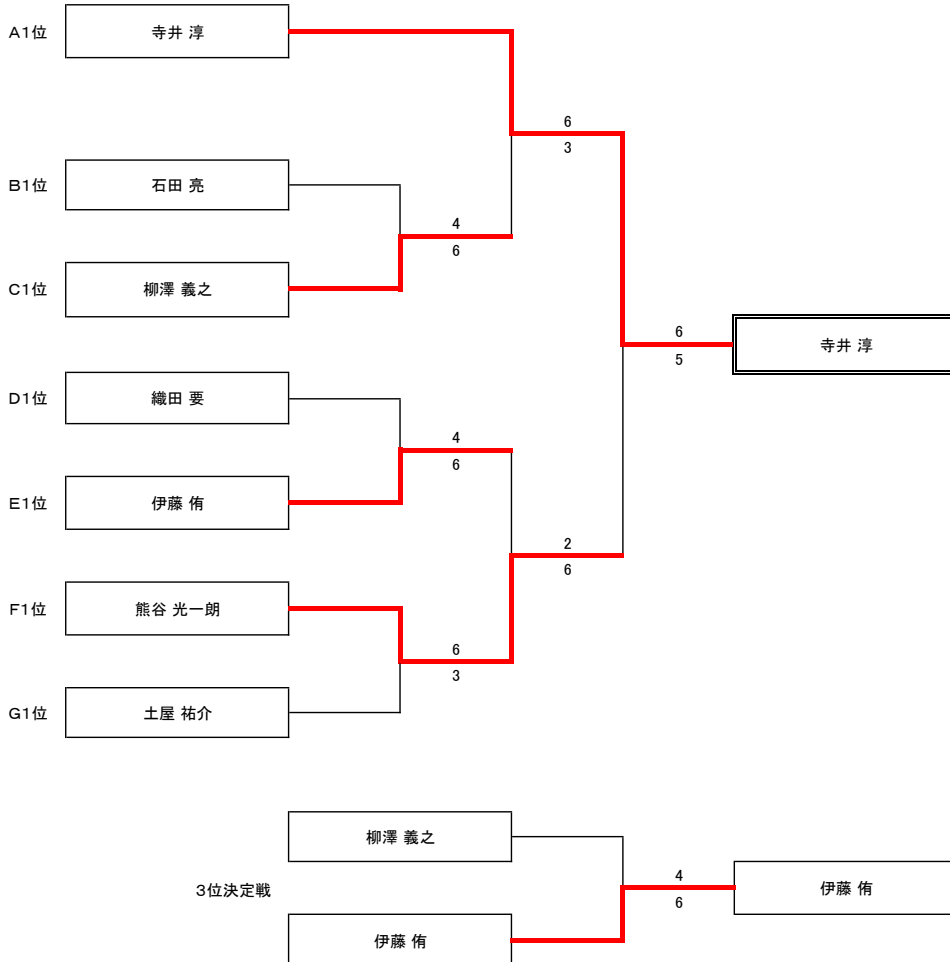 A1位 寺井 淳
6
3
B1位 石田 亮
4
6
C1位 柳澤 義之
6
5
寺井 淳
D1位 織田 要
4
6
E1位 伊藤 侑
2
6
F1位 熊谷 光一朗
6
3
G1位 土屋 祐介
柳澤 義之
3位決定戦
4
6
伊藤 侑
伊藤 侑